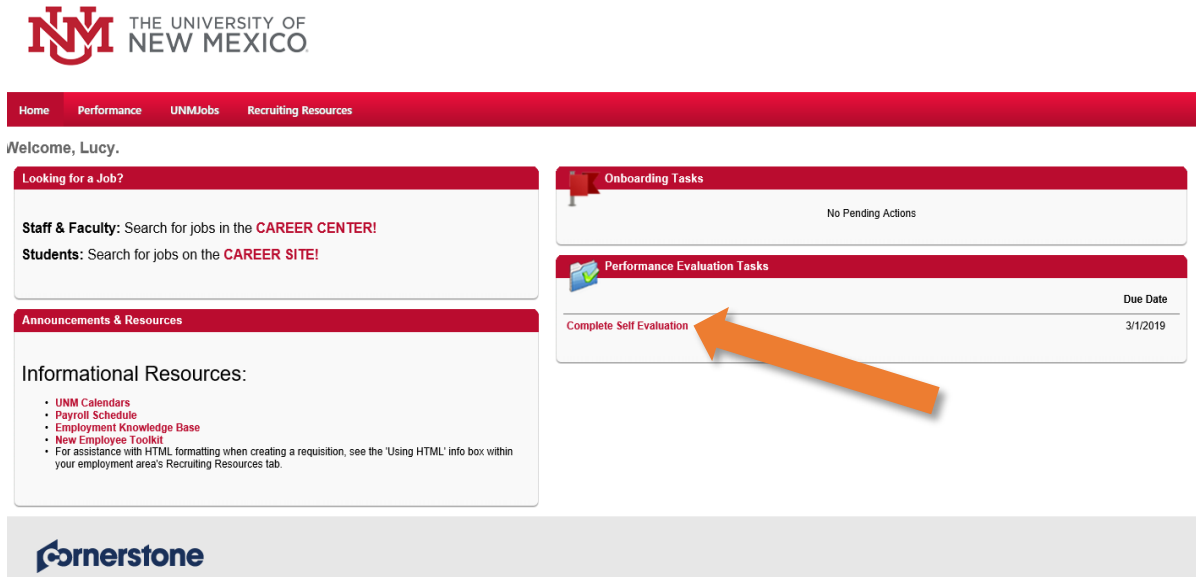 UNM THE UNIVERSITY OF
NEW MEXICO
Home Performance UNMJobs Recruiting Resources
Welcome, Lucy.
Looking for a Job?
Staff & Faculty: Search for jobs in the CAREER CENTER!
Students: Search for jobs on the CAREER SITE!
Announcements & Resources
Informational Resources:
• UNM Calendars
• Payroll Schedule
• Employment Knowledge Base
• New Employee Toolkit
• For assistance with HTML formatting when creating a requisition, see the 'Using HTML' info box within
your employment area's Recruiting Resources tab.
Onboarding Tasks
No Pending Actions
Performance Evaluation Tasks
Due Date
Complete Self Evaluation 3/1/2019
Cornerstone